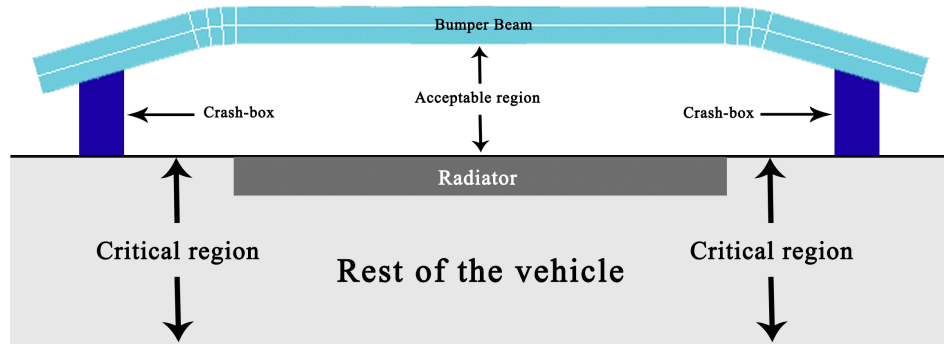 Bumper Beam
Acceptable region
Crash-box
Crash-box
Radiator
Critical region
Critical region
Rest of the vehicle